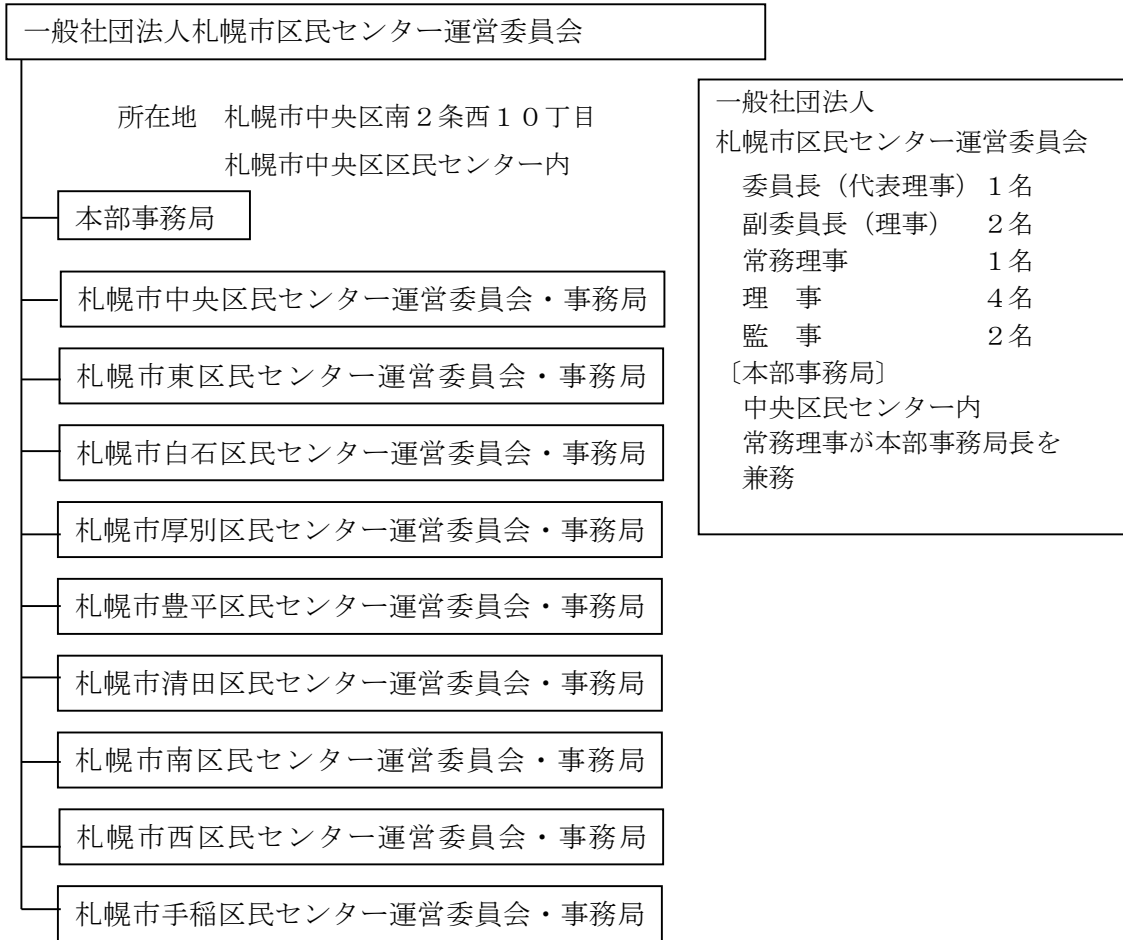 一般社団法人札幌市区民センター運営委員会
所在地　札幌市中央区南２条西１０丁目
札幌市中央区区民センター内
本部事務局
札幌市中央区民センター運営委員会・事務局
札幌市東区民センター運営委員会・事務局
札幌市白石区民センター運営委員会・事務局
札幌市厚別区民センター運営委員会・事務局
札幌市豊平区民センター運営委員会・事務局
札幌市清田区民センター運営委員会・事務局
札幌市南区民センター運営委員会・事務局
札幌市西区民センター運営委員会・事務局
札幌市手稲区民センター運営委員会・事務局
一般社団法人
札幌市区民センター運営委員会
委員長（代表理事）１名
副委員長（理事）　２名
常務理事　１名
理　事　４名
監　事　２名
〔本部事務局〕
中央区民センター内
常務理事が本部事務局長を
兼務